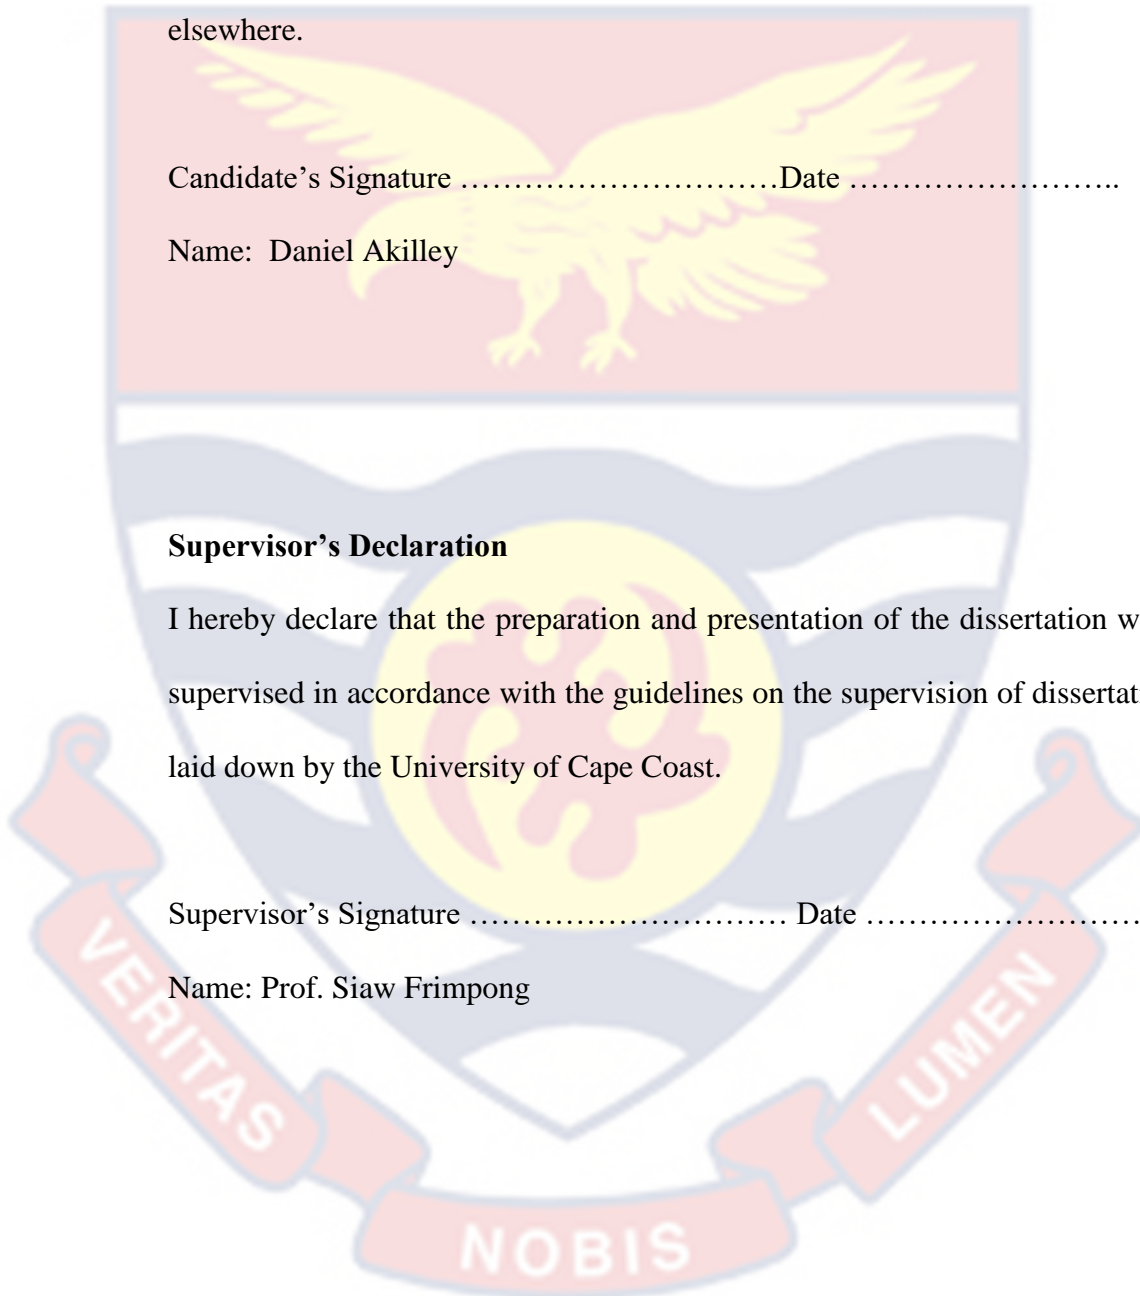 elsewhere.
Candidate’s Signature …………………………Date ……………………..
Name: Daniel Akilley
Supervisor’s Declaration
I hereby declare that the preparation and presentation of the dissertation w
supervised in accordance with the guidelines on the supervision of dissertat
laid down by the University of Cape Coast.
Supervisor’s Signature ………………………… Date ………………………
Name: Prof. Siaw Frimpong
VERITAS
NOBIS
LUMEN